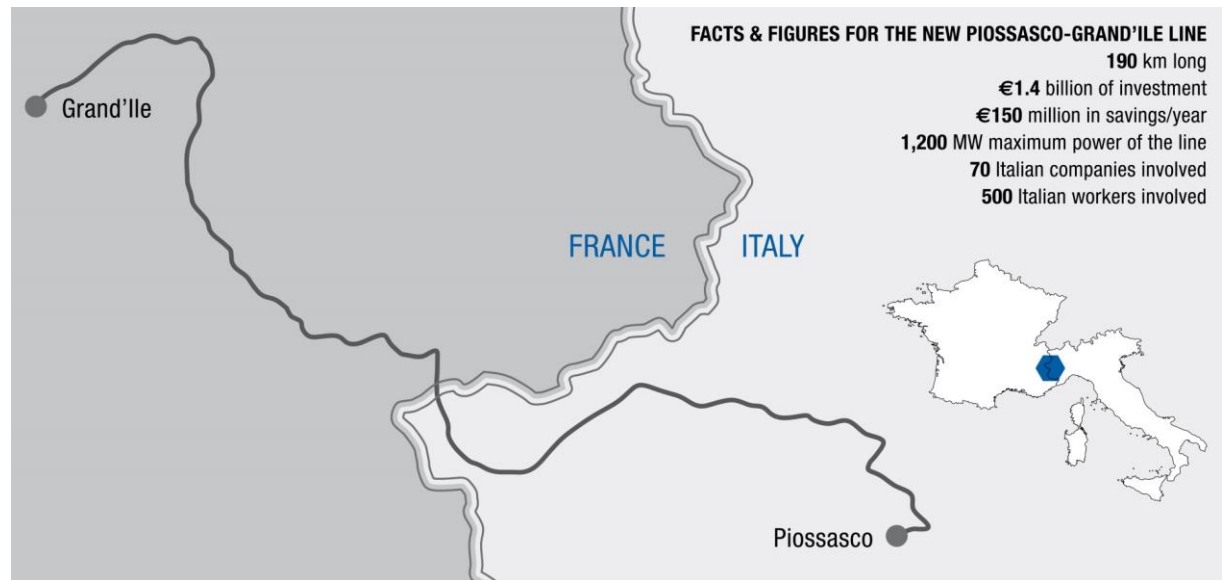 FACTS & FIGURES FOR THE NEW PIOSSASCO-GRAND'ILE LINE
190 km long
€1.4 billion of investment
€150 million in savings/year
1,200 MW maximum power of the line
70 Italian companies involved
500 Italian workers involved
Grand'Ile
FRANCE
ITALY
Piossasco